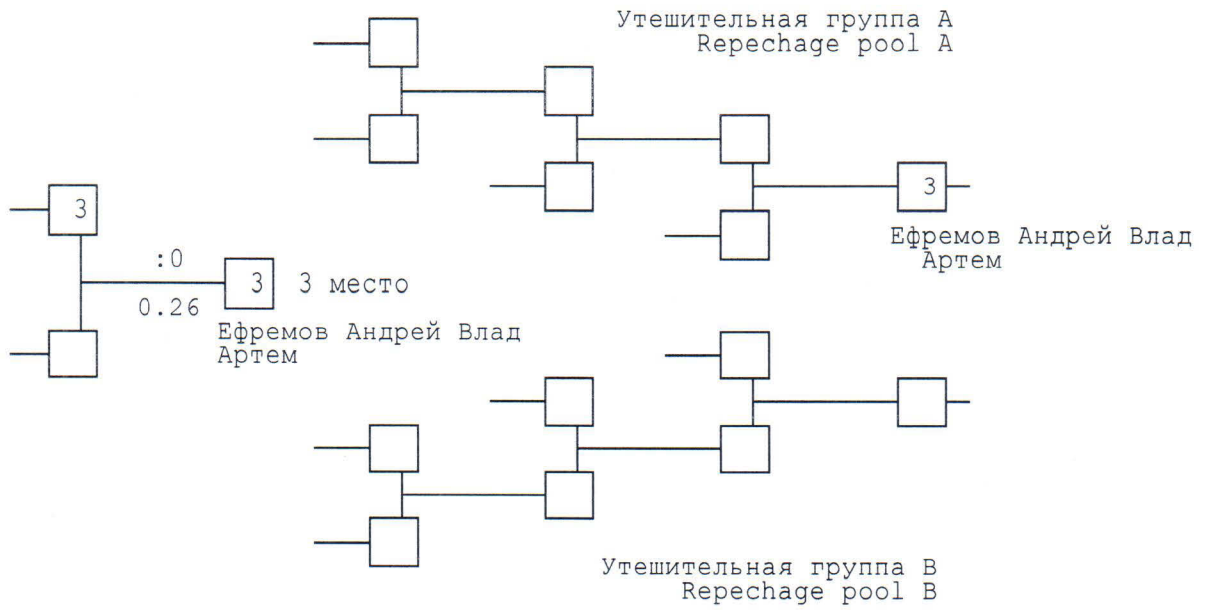 Утешительная группа A
Repechage pool A
3
3
Ефремов Андрей Влад
Артем
:0
3 3 место
0.26
Ефремов Андрей Влад
Артем
Утешительная группа B
Repechage pool B